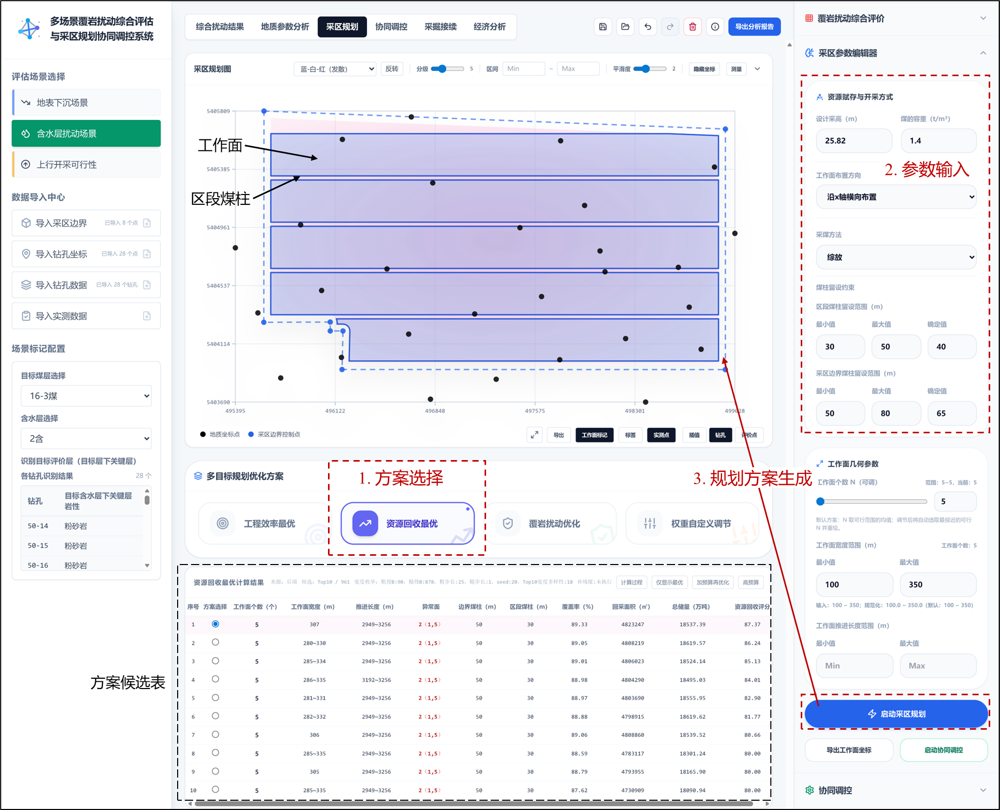 多场景覆岩扰动综合评估
与采区规划协同调控系统
评估场景选择
地表下沉场景
含水层扰动场景
上行开采可行性
数据导入中心
导入采区边界 已导入 8 个点
导入钻孔坐标 已导入 28 个点
导入钻孔数据 已导入 28 个钻孔
导入实测数据
场景标记配置
目标煤层选择
16-3煤
含水层选择
2含
识别目标评价层（目标层下关键层）
各钻孔识别结果 28 个
钻孔 目标含水层下关键层岩性
50-14 粉砂岩
50-15 粉砂岩
50-16 粉砂岩
综合扰动结果 地质参数分析 采区规划 协同调控 采掘接续 经济分析
导出分析报告
采区规划图 蓝-白-红（发散） 反转 分级 5 区间 Min ~ Max 平滑度 2 隐藏坐标 测量
5405809
5405385
5404961
5404537
5404114
5403690
495395 496122 496848 497575 498301 499028
工作面
区段煤柱
地质坐标点 采区边界控制点
导出 工作面标记 标签 实测点 插值 钻孔 评价点
多目标规划优化方案
1. 方案选择
3. 规划方案生成
工程效率最优 资源回收最优 覆岩扰动优化 权重自定义调节
方案候选表
资源回收最优计算结果 来源：后端 候选：Top10 / 961 宽度枚举：粗搜B:90，精修B:878，粗步长:25，精步长:1，seed:20，Top10宽度多样性:18 补残煤:未执行 计算过程 仅显示最优 加预算再优化 高预算
序号 方案选择 工作面个数（个） 工作面宽度（m） 推进长度（m） 异常面 边界煤柱（m） 区段煤柱（m） 覆盖率（%） 回采面积（㎡） 总储量（万吨） 资源回收评分
1 5 307 2949~3256 2（1,5） 50 30 89.33 4823247 18537.39 87.37
2 5 280~330 2949~3256 2（1,5） 50 30 89.05 4808219 18619.57 86.24
3 5 285~334 2949~3256 2（1,5） 50 30 89.01 4806023 18524.14 85.13
4 5 286~335 3192~3256 2（1,5） 50 30 88.98 4804290 18495.03 84.01
5 5 281~331 2949~3256 2（1,5） 50 30 88.97 4803690 18555.95 82.90
6 5 282~332 2949~3256 2（1,5） 50 30 88.88 4798915 18619.62 81.77
7 5 306 2949~3256 2（1,5） 50 30 89.06 4808860 18539.52 80.66
8 5 285~335 2949~3256 2（1,5） 50 30 88.59 4783117 18301.24 80.00
9 5 305 2949~3256 2（1,5） 50 30 88.79 4793955 18165.90 80.00
10 5 285~335 2949~3256 2（1,5） 50 30 87.62 4730909 18090.94 80.00
覆岩扰动综合评价
采区参数编辑器
资源赋存与开采方式
设计采高（m） 煤的容重（t/m³）
25.82 1.4
2. 参数输入
工作面布置方向
沿x轴横向布置
采煤方法
综放
煤柱留设约束
区段煤柱留设范围（m）
最小值 最大值 确定值
30 50 40
采区边界煤柱留设范围（m）
最小值 最大值 确定值
50 80 65
工作面几何参数
工作面个数 N（可调） 范围：5~5，当前：5
5
默认方案：N 取可行范围的均值；调节后将自动选取最接近的可行
N 并重绘。
工作面宽度范围（m） 工作面个数：5
最小值 最大值
100 350
输入：100 ~ 350；规范化：100.0 ~ 350.0（默认：100 ~ 350）
工作面推进长度范围（m）
最小值 最大值
Min Max
启动采区规划
导出工作面坐标 启动协同调控
协同调控